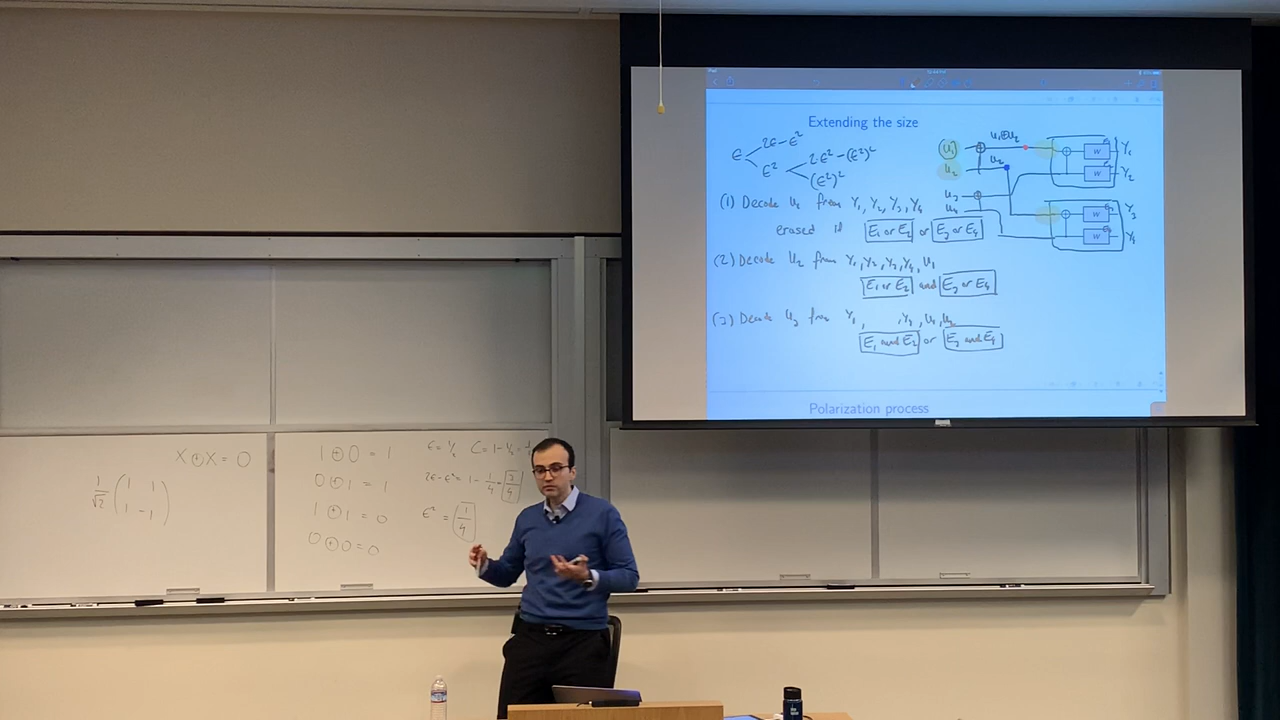 Extending the size
ε 2ε-ε²
ε² 2ε²-(ε²)²
(ε²)²
U₁ U₁⊕U₂ W Y₁
U₂ U₂ W Y₂
U₃ W Y₃
U₄ W Y₄
(1) Decode U₁ from Y₁, Y₂, Y₃, Y₄
erased if E₁ or E₂ or E₃ or E₄
(2) Decode U₂ from Y₁, Y₂, Y₃, Y₄, U₁
E₁ or E₂ and E₃ or E₄
(3) Decode U₃ from Y₁, , Y₄, U₁, U₂
E₁ and E₂ or E₃ and E₄
Polarization process
X⊕X=0
1/√2 (1 1
1 -1)
1⊕0=1
0⊕1=1
1⊕1=0
0⊕0=0
ε=1/2 C=1-1/2=
2ε-ε²=1-1/4=3/4
ε²=1/4